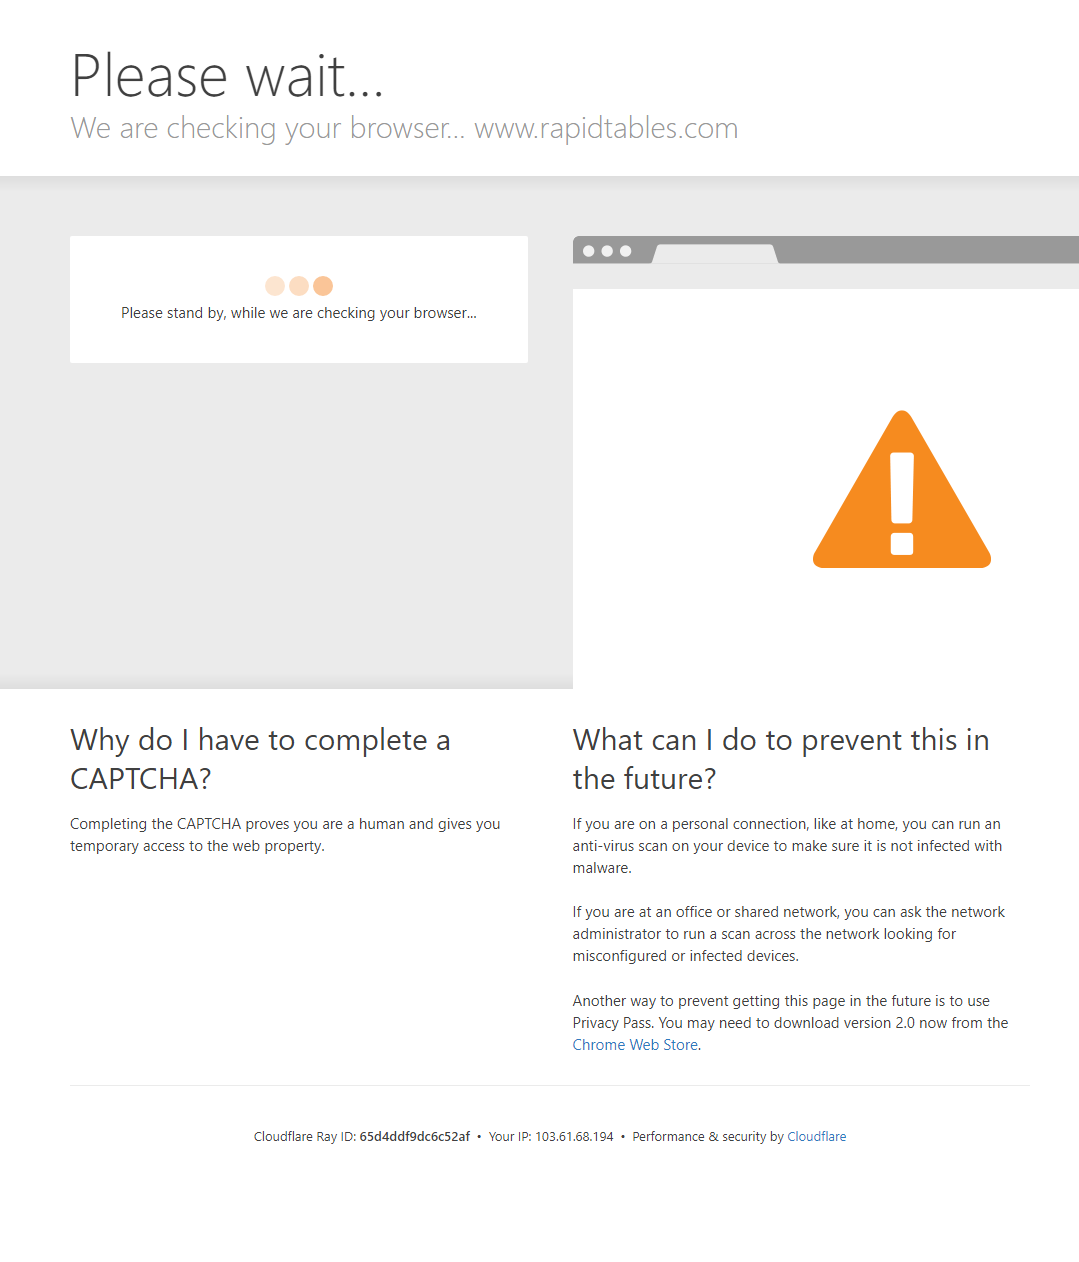 Please wait...
We are checking your browser... www.rapidtables.com
Please stand by, while we are checking your browser...
Why do I have to complete a
CAPTCHA?
Completing the CAPTCHA proves you are a human and gives you
temporary access to the web property.
What can I do to prevent this in
the future?
If you are on a personal connection, like at home, you can run an
anti-virus scan on your device to make sure it is not infected with
malware.
If you are at an office or shared network, you can ask the network
administrator to run a scan across the network looking for
misconfigured or infected devices.
Another way to prevent getting this page in the future is to use
Privacy Pass. You may need to download version 2.0 now from the
Chrome Web Store.
Cloudflare Ray ID: 65d4ddf9dc6c52af • Your IP: 103.61.68.194 • Performance & security by Cloudflare